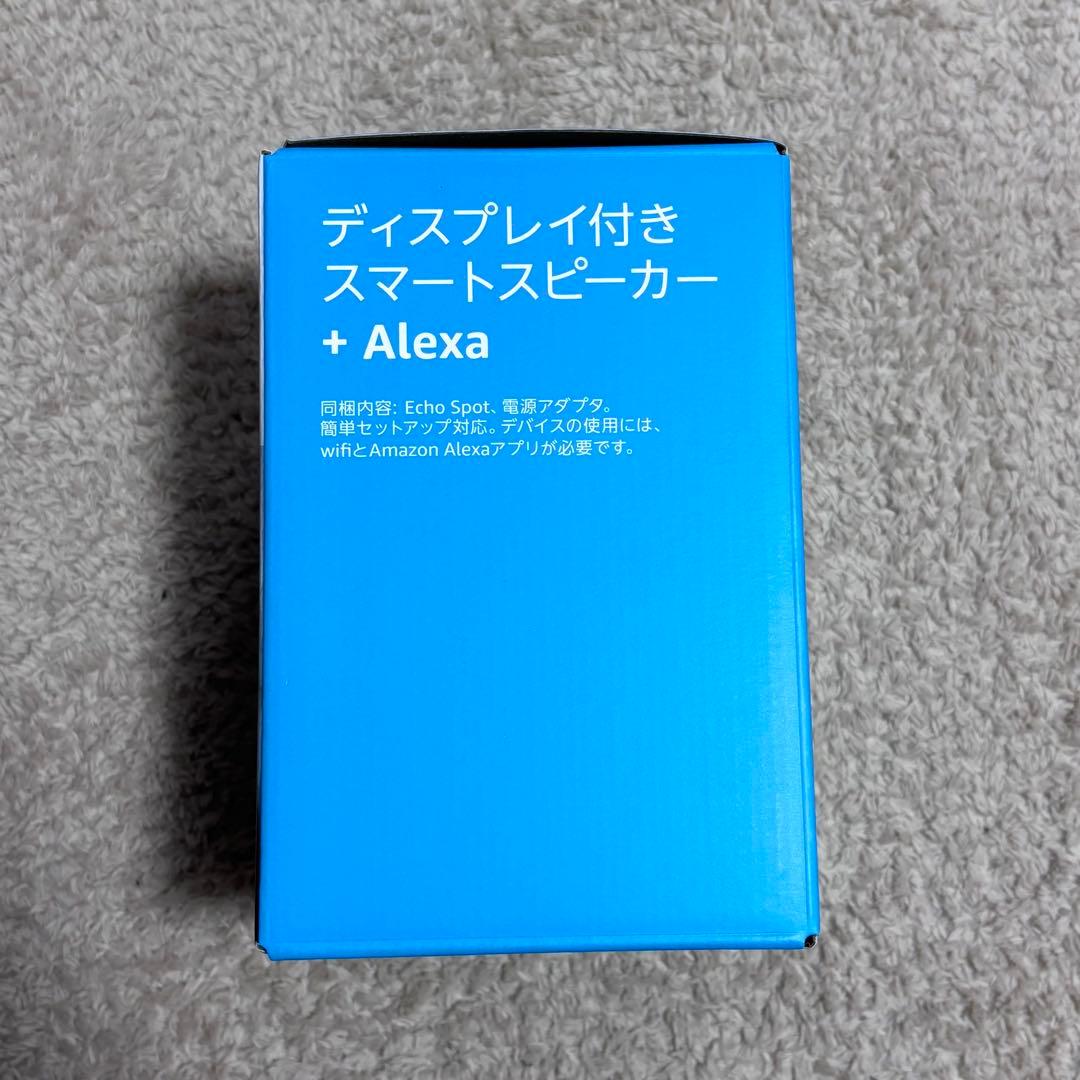 ディスプレイ付き
スマートスピーカー
+ Alexa
同梱内容: Echo Spot、電源アダプタ。
簡単セットアップ対応。デバイスの使用には、
wifiとAmazon Alexaアプリが必要です。